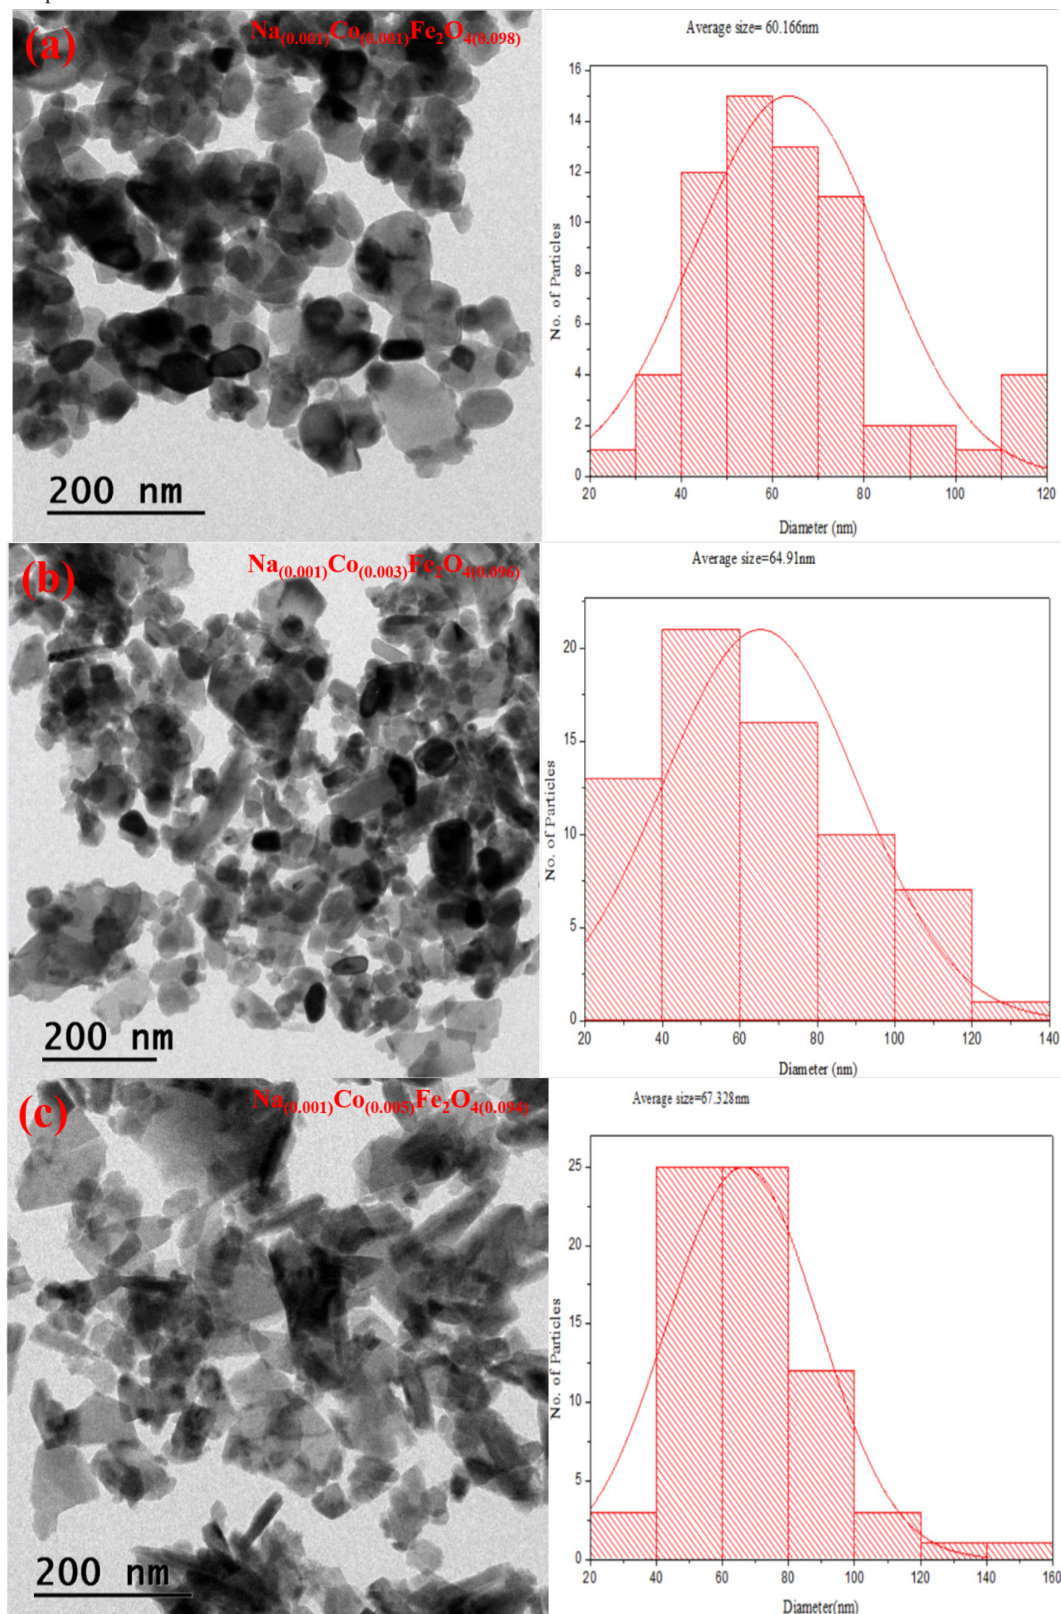 (a)
Na(0.001)Co(0.001)Fe2O4(0.098)
200 nm
Average size= 60.166nm
No. of Particles
16
14
12
10
8
6
4
2
0
20 40 60 80 100 120
Diameter (nm)
(b)
Na(0.001)Co(0.003)Fe2O4(0.096)
200 nm
Average size=64.91nm
No. of Particles
20
15
10
5
0
20 40 60 80 100 120 140
Diameter (nm)
(c)
Na(0.001)Co(0.005)Fe2O4(0.094)
200 nm
Average size=67.328nm
No. of Particles
25
20
15
10
5
0
20 40 60 80 100 120 140 160
Diameter(nm)